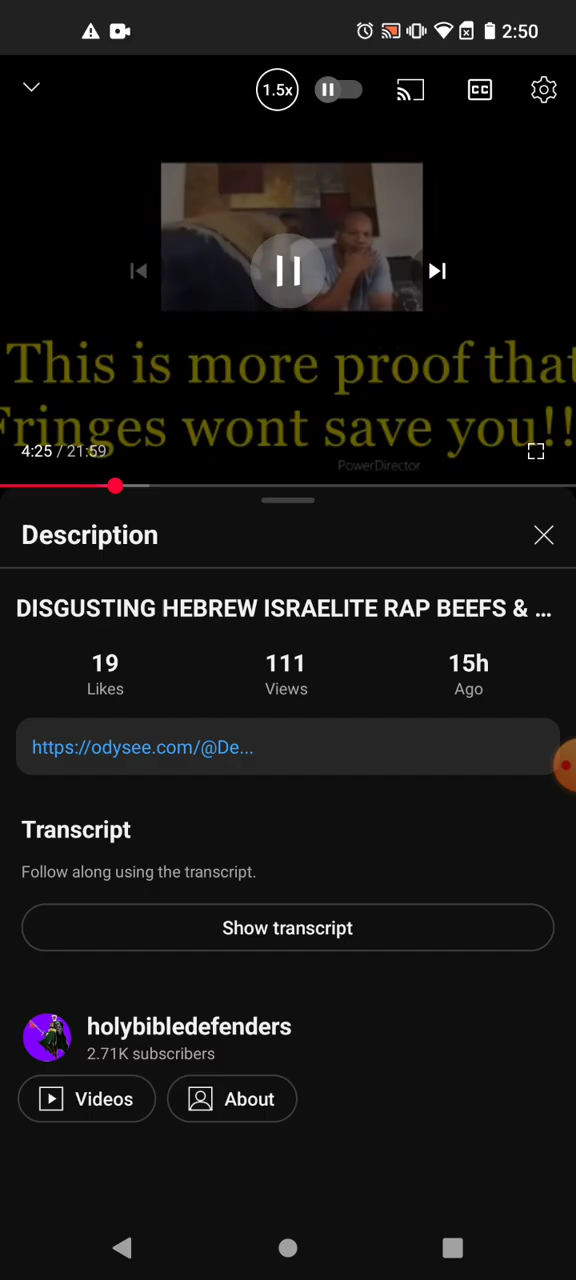 2:50
1.5x
CC
This is more proof that
Fringes wont save you!!
4:25 / 21:59
PowerDirector
Description
DISGUSTING HEBREW ISRAELITE RAP BEEFS & ...
19
111
15h
Likes
Views
Ago
https://odysee.com/@De...
Transcript
Follow along using the transcript.
Show transcript
holybibledefenders
2.71K subscribers
Videos
About